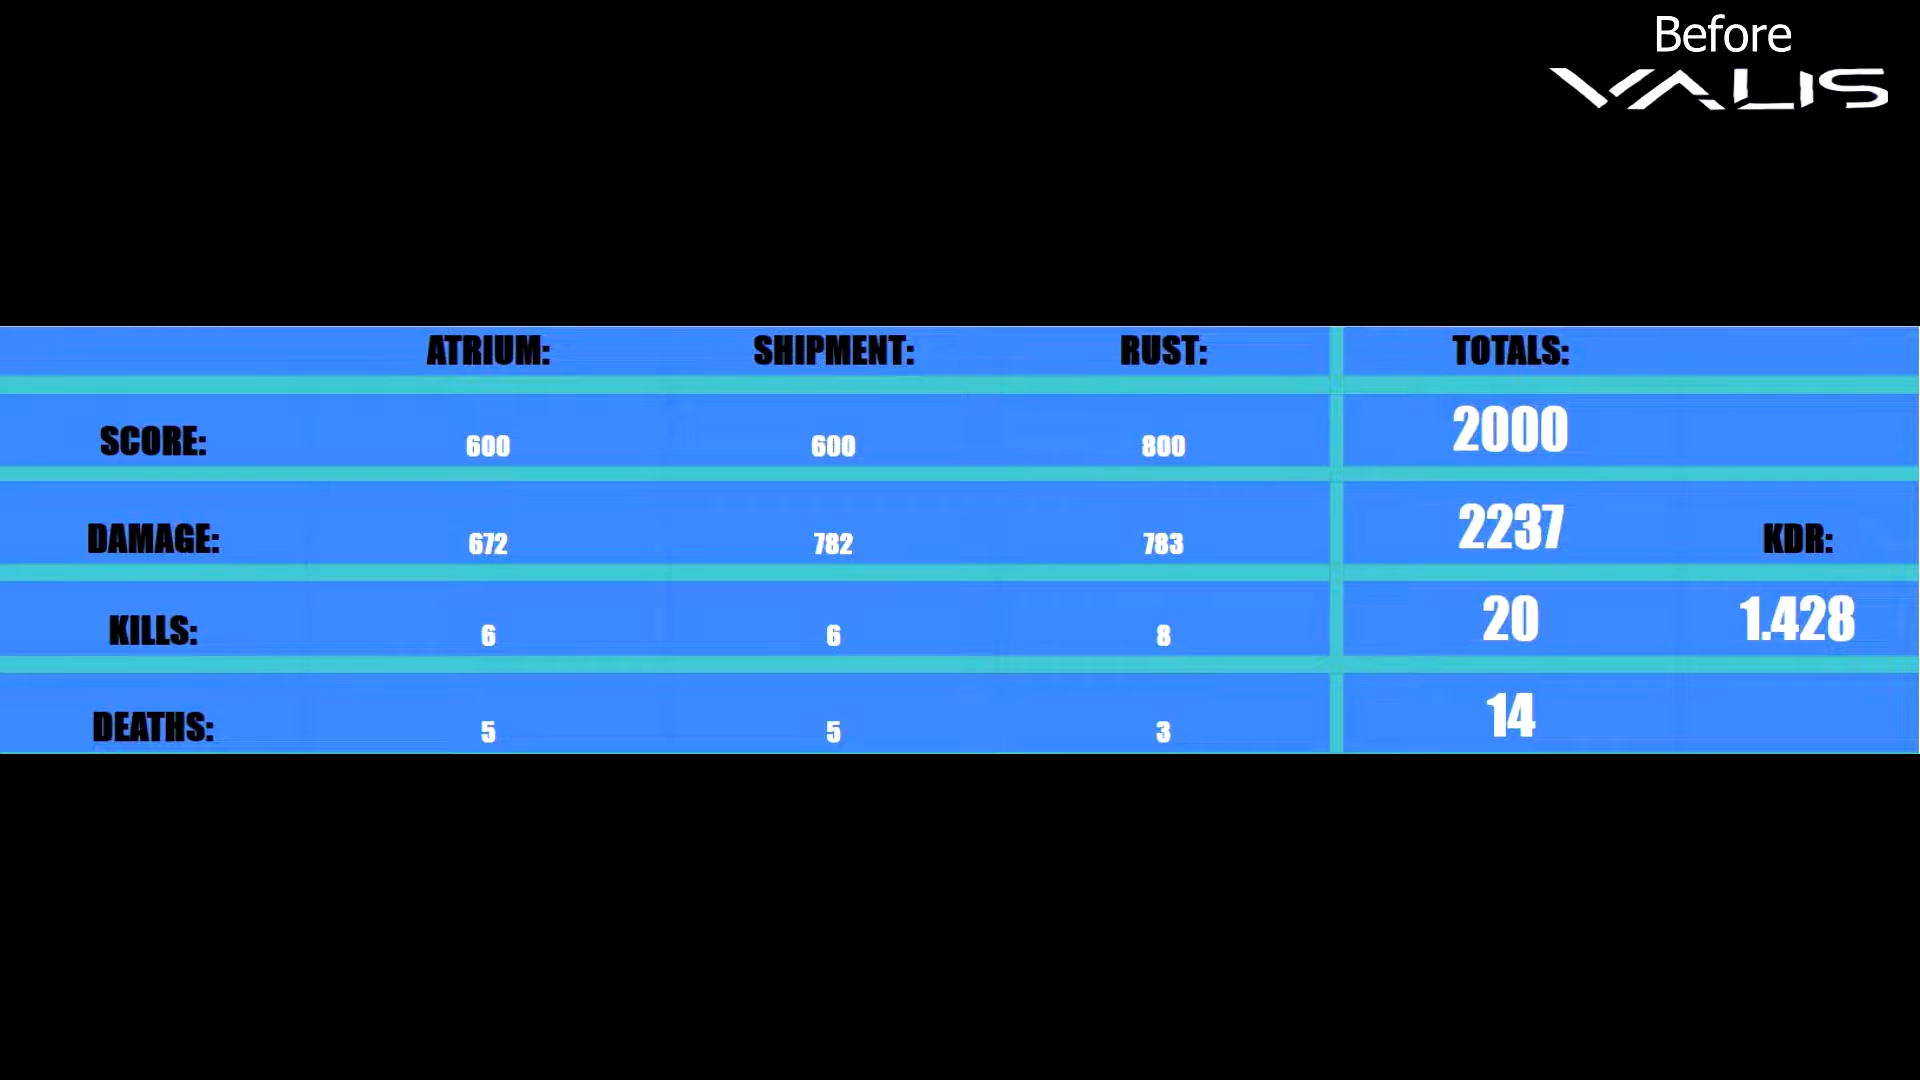 Before
VALIS
ATRIUM: SHIPMENT: RUST: TOTALS:
SCORE: 600 600 800 2000
DAMAGE: 672 782 783 2237 KDR:
KILLS: 6 6 8 20 1.428
DEATHS: 5 5 3 14